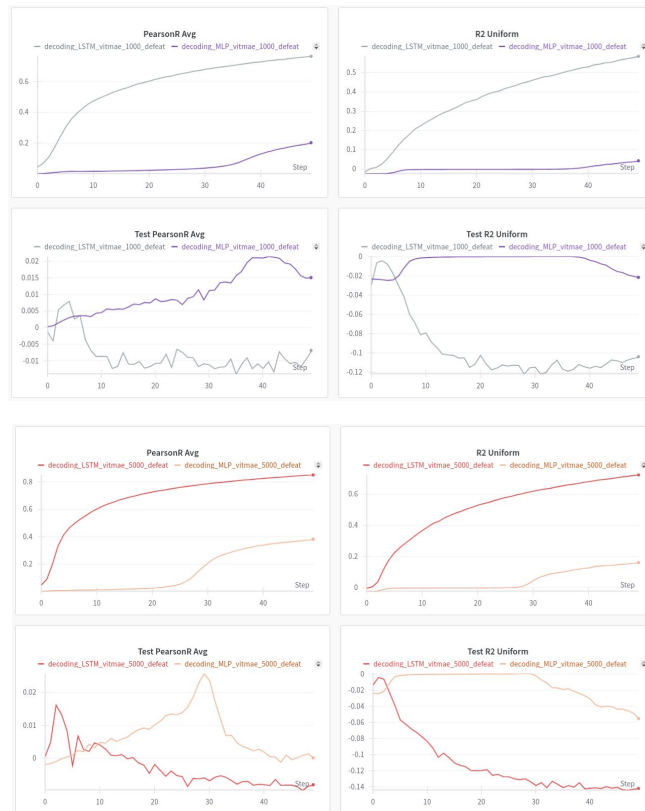 PearsonR Avg
decoding_LSTM_vitmae_1000_defeat decoding_MLP_vitmae_1000_defeat
0.6
0.4
0.2
Step
0 10 20 30 40
R2 Uniform
decoding_LSTM_vitmae_1000_defeat decoding_MLP_vitmae_1000_defeat
0.5
0.4
0.3
0.2
0.1
0
Step
0 10 20 30 40
Test PearsonR Avg
decoding_LSTM_vitmae_1000_defeat decoding_MLP_vitmae_1000_defeat
0.02
0.015
0.01
0.005
0
-0.005
-0.01
Step
0 10 20 30 40
Test R2 Uniform
decoding_LSTM_vitmae_1000_defeat decoding_MLP_vitmae_1000_defeat
0
-0.02
-0.04
-0.06
-0.08
-0.1
-0.12
Step
0 10 20 30 40
PearsonR Avg
decoding_LSTM_vitmae_5000_defeat decoding_MLP_vitmae_5000_defeat
0.8
0.6
0.4
0.2
Step
0 10 20 30 40
R2 Uniform
decoding_LSTM_vitmae_5000_defeat decoding_MLP_vitmae_5000_defeat
0.6
0.4
0.2
0
Step
0 10 20 30 40
Test PearsonR Avg
decoding_LSTM_vitmae_5000_defeat decoding_MLP_vitmae_5000_defeat
0.02
0.01
0
Step
0 10 20 30 40
Test R2 Uniform
decoding_LSTM_vitmae_5000_defeat decoding_MLP_vitmae_5000_defeat
0
-0.02
-0.04
-0.06
-0.08
-0.1
-0.12
-0.14
Step
0 10 20 30 40